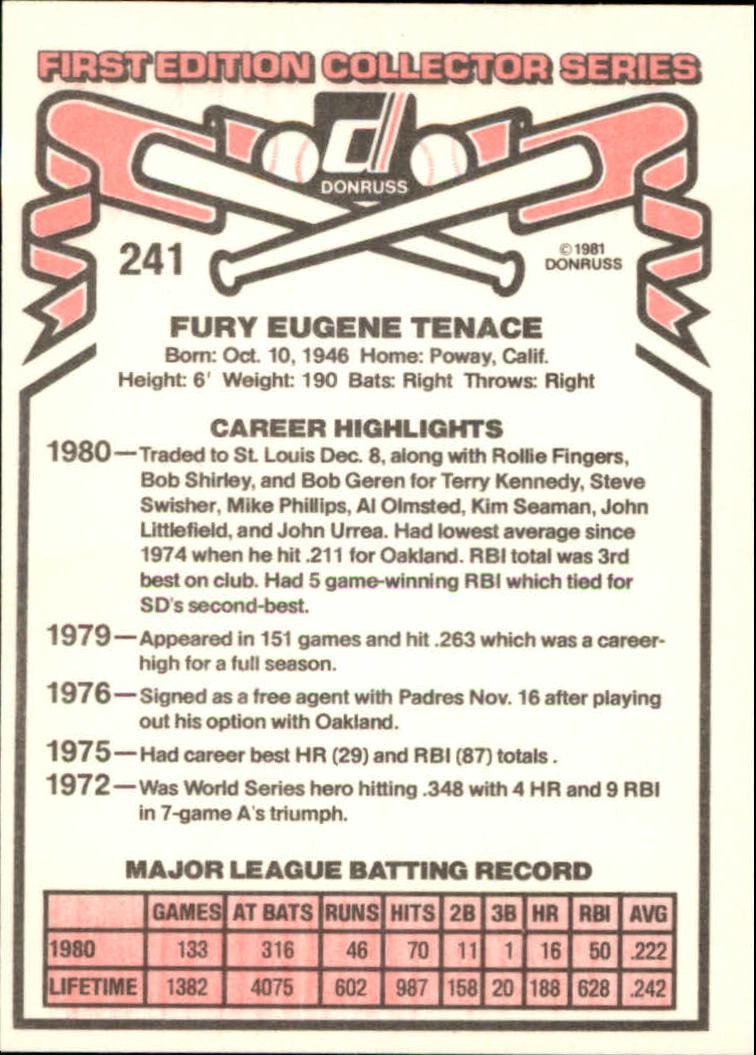 FIRST EDITION COLLECTOR SERIES
d
DONRUSS
241
© 1981
DONRUSS
FURY EUGENE TENACE
Born: Oct. 10, 1946 Home: Poway, Calif.
Height: 6' Weight: 190 Bats: Right Throws: Right
CAREER HIGHLIGHTS
1980—Traded to St. Louis Dec. 8, along with Rollie Fingers,
Bob Shirley, and Bob Geren for Terry Kennedy, Steve
Swisher, Mike Phillips, Al Olmsted, Kim Seaman, John
Littlefield, and John Urrea. Had lowest average since
1974 when he hit .211 for Oakland. RBI total was 3rd
best on club. Had 5 game-winning RBI which tied for
SD's second-best.
1979—Appeared in 151 games and hit .263 which was a career-
high for a full season.
1976—Signed as a free agent with Padres Nov. 16 after playing
out his option with Oakland.
1975—Had career best HR (29) and RBI (87) totals .
1972—Was World Series hero hitting .348 with 4 HR and 9 RBI
in 7-game A's triumph.
MAJOR LEAGUE BATTING RECORD
GAMES AT BATS RUNS HITS 2B 3B HR RBI AVG
1980 133 316 46 70 11 1 16 50 .222
LIFETIME 1382 4075 602 987 158 20 188 628 .242